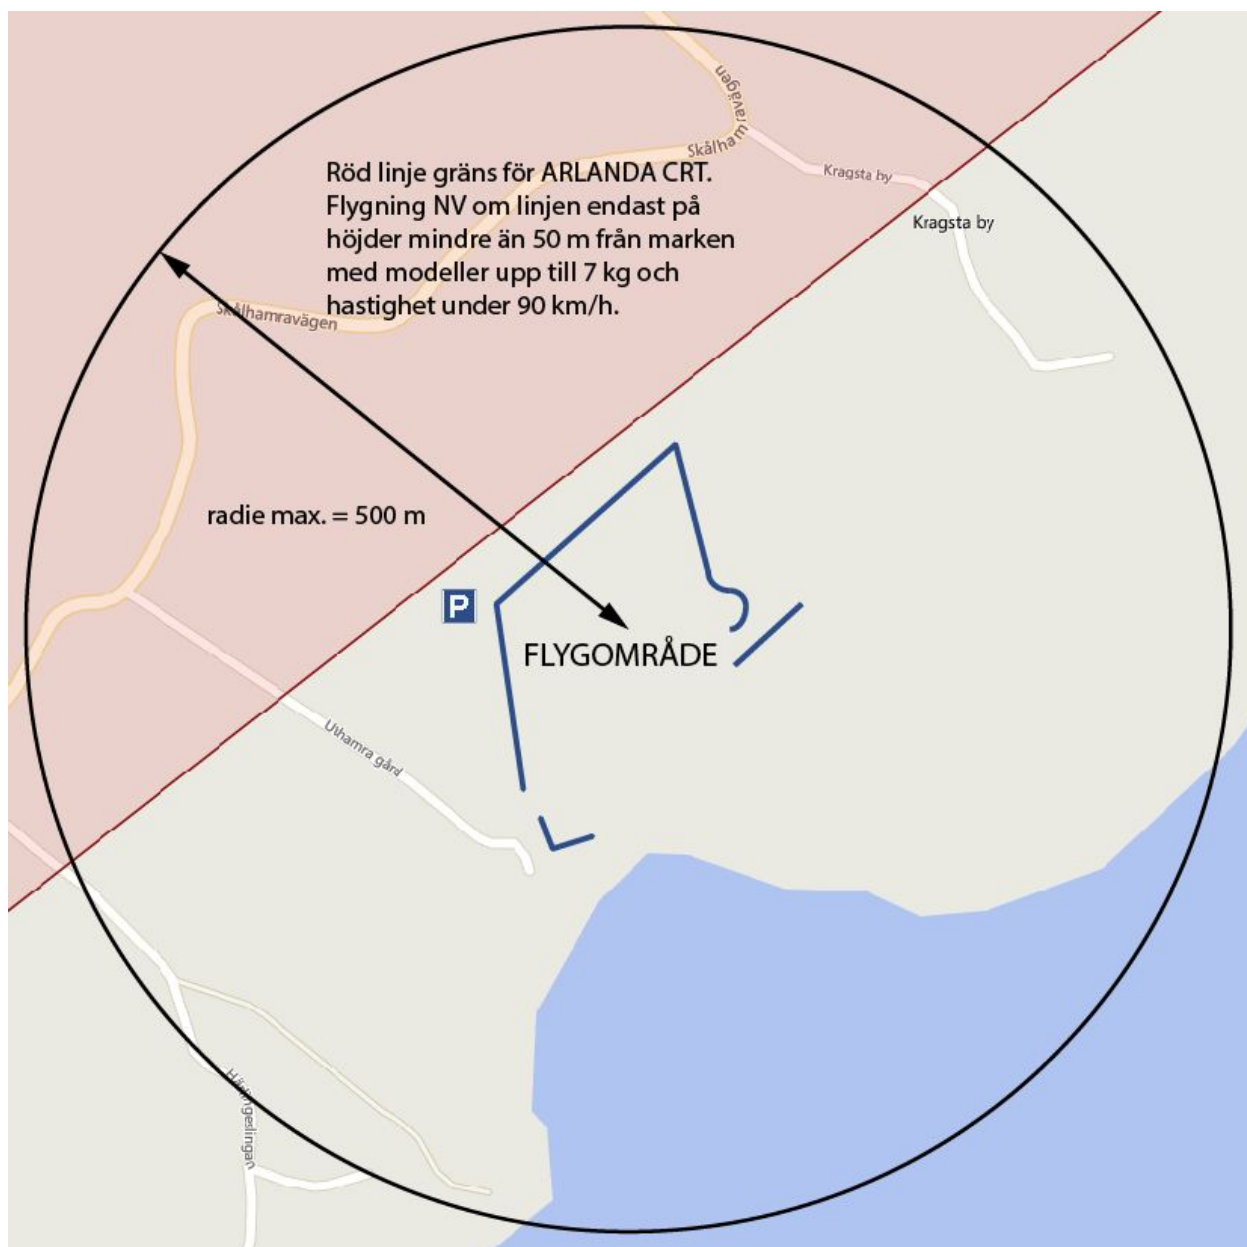 Skålhamravägen
Kragsta by
Kragsta by
Röd linje gräns för ARLANDA CRT.
Flygning NV om linjen endast på
höjder mindre än 50 m från marken
med modeller upp till 7 kg och
hastighet under 90 km/h.
Skålhamravägen
radie max. = 500 m
P
FLYGOMRÅDE
Ushamra gård